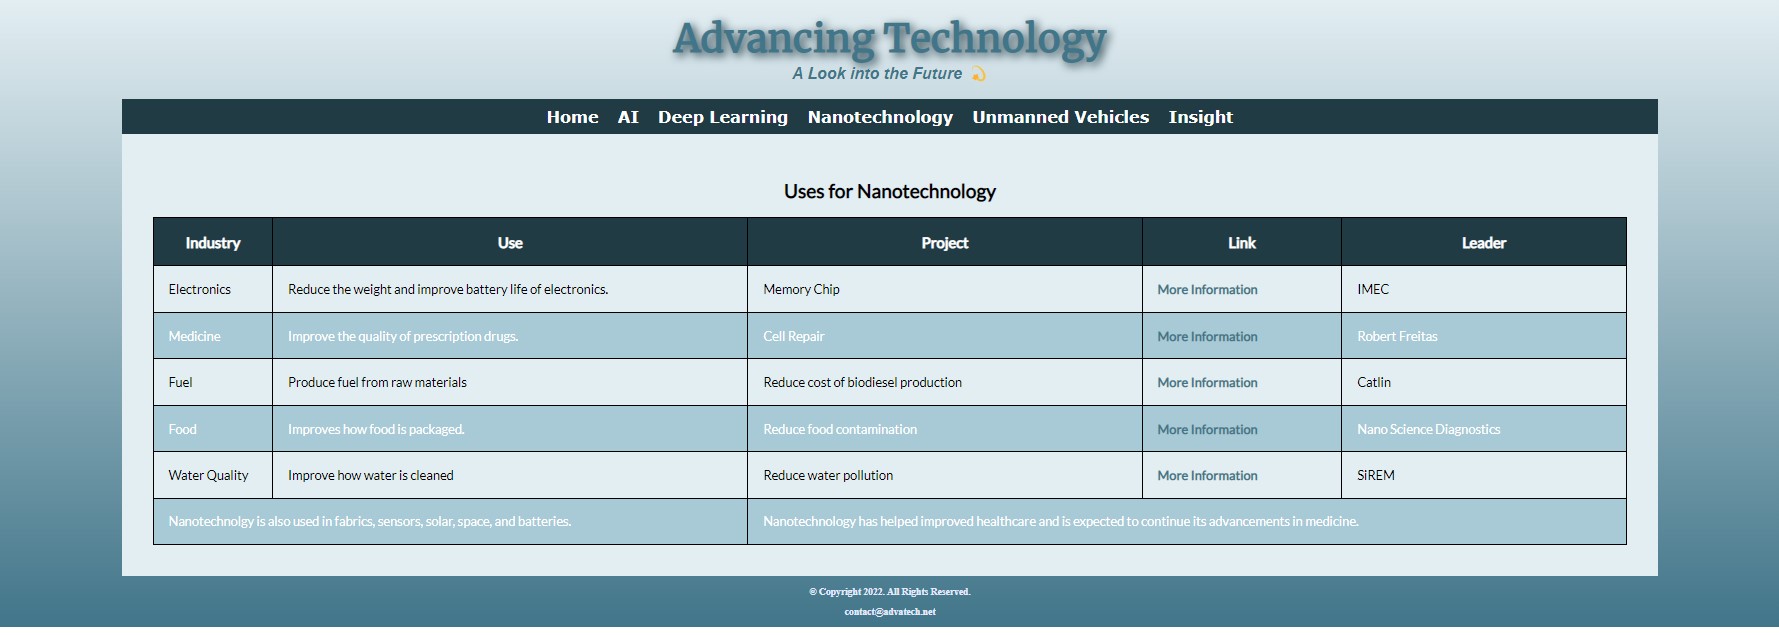 Advancing Technology
A Look into the Future 💫
Home AI Deep Learning Nanotechnology Unmanned Vehicles Insight
Uses for Nanotechnology
Industry Use Project Link Leader
Electronics Reduce the weight and improve battery life of electronics. Memory Chip More Information IMEC
Medicine Improve the quality of prescription drugs. Cell Repair More Information Robert Freitas
Fuel Produce fuel from raw materials Reduce cost of biodiesel production More Information Catlin
Food Improves how food is packaged. Reduce food contamination More Information Nano Science Diagnostics
Water Quality Improve how water is cleaned Reduce water pollution More Information SiREM
Nanotechnolgy is also used in fabrics, sensors, solar, space, and batteries. Nanotechnology has helped improved healthcare and is expected to continue its advancements in medicine.
© Copyright 2022. All Rights Reserved.
contact@advatech.net